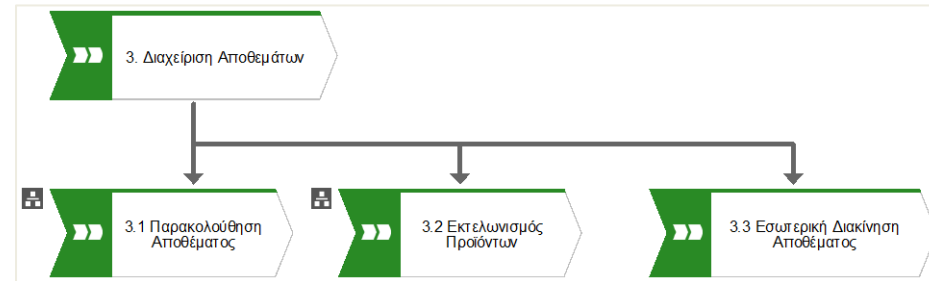 3. Διαχείριση Αποθεμάτων
3.1 Παρακολούθηση
Αποθέματος
3.2 Εκτελωνισμός
Προϊόντων
3.3 Εσωτερική Διακίνηση
Αποθέματος